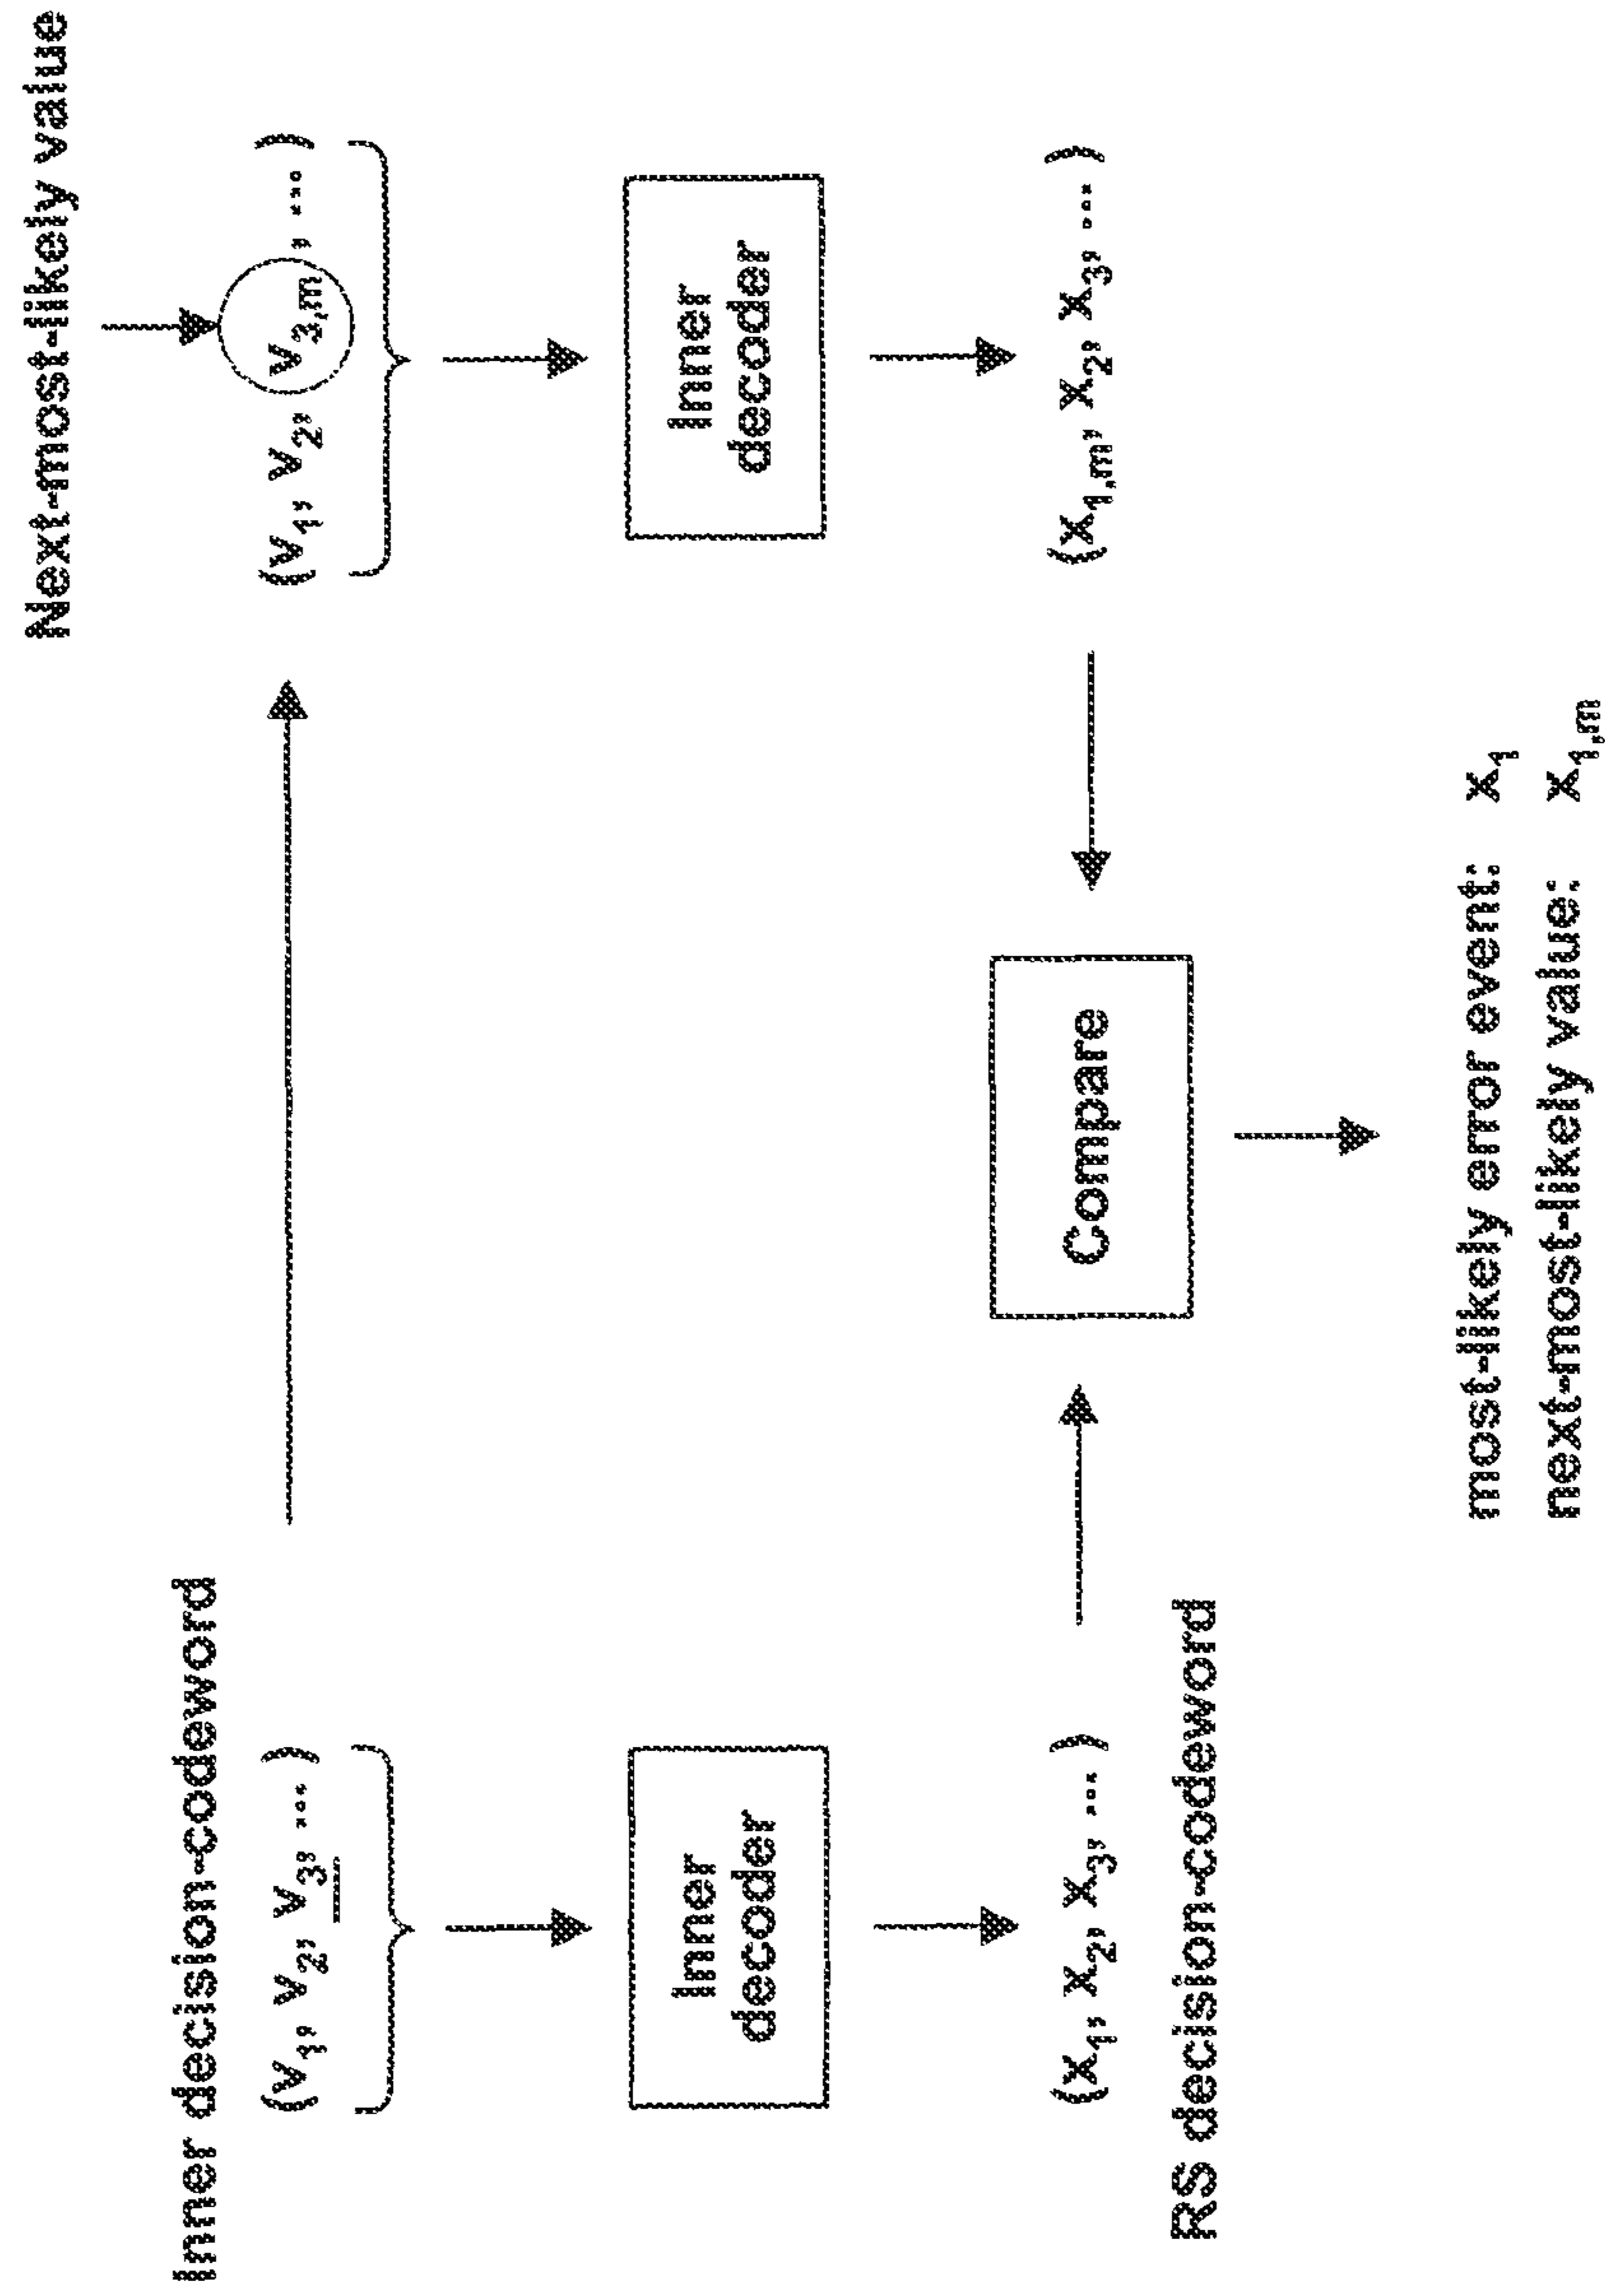 Next-most-likely value
Inner decision-codeword
(v₁, v₂, v₃, ...)
(v₁, v₂, v₃,ₘ, ...)
Inner
decoder
Inner
decoder
(x₁, x₂, x₃, ...)
Compare
(x₁,ₘ, x₂, x₃, ...)
RS decision-codeword
most-likely error event: x₁
next-most-likely value: x₁,ₘ